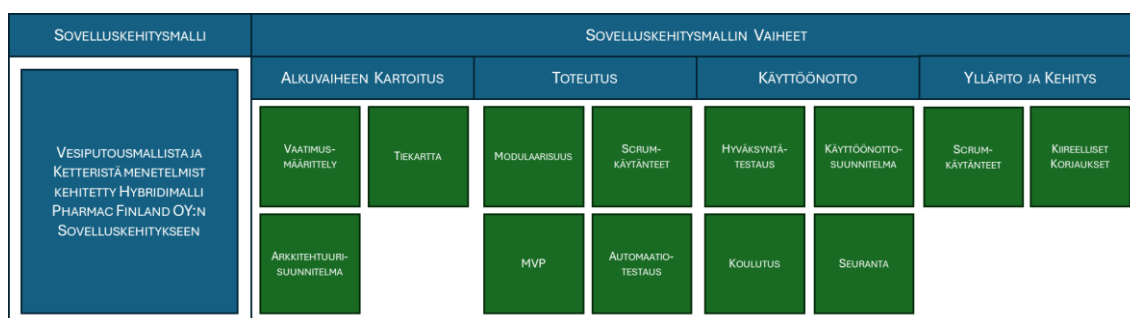 SOVELLUSKEHITYSMALLI
SOVELLUSKEHITYSMALLIN VAIHEET
ALKUVAIHEEN KARTOITUS
TOTEUTUS
KÄYTTÖÖNOTTO
YLLÄPITO JA KEHITYS
VESIPUTOUSMALLISTA JA
KETTERISTÄ MENETELMIST
KEHITETTY HYBRIDIMALLI
PHARMAC FINLAND OY:N
SOVELLUSKEHITYKSEEN
VAATIMUS-
MÄÄRITTELY
TIEKARTTA
MODULAARISUUS
SCRUM-
KÄYTÄNTEET
HYVÄKSYNTÄ-
TESTAUS
KÄYTTÖÖNOTTO-
SUUNNITELMA
SCRUM-
KÄYTÄNTEET
KIIREELLISET
KORJAUKSET
ARKKITEHTUURI-
SUUNNITELMA
MVP
AUTOMAATIO-
TESTAUS
KOULUTUS
SEURANTA